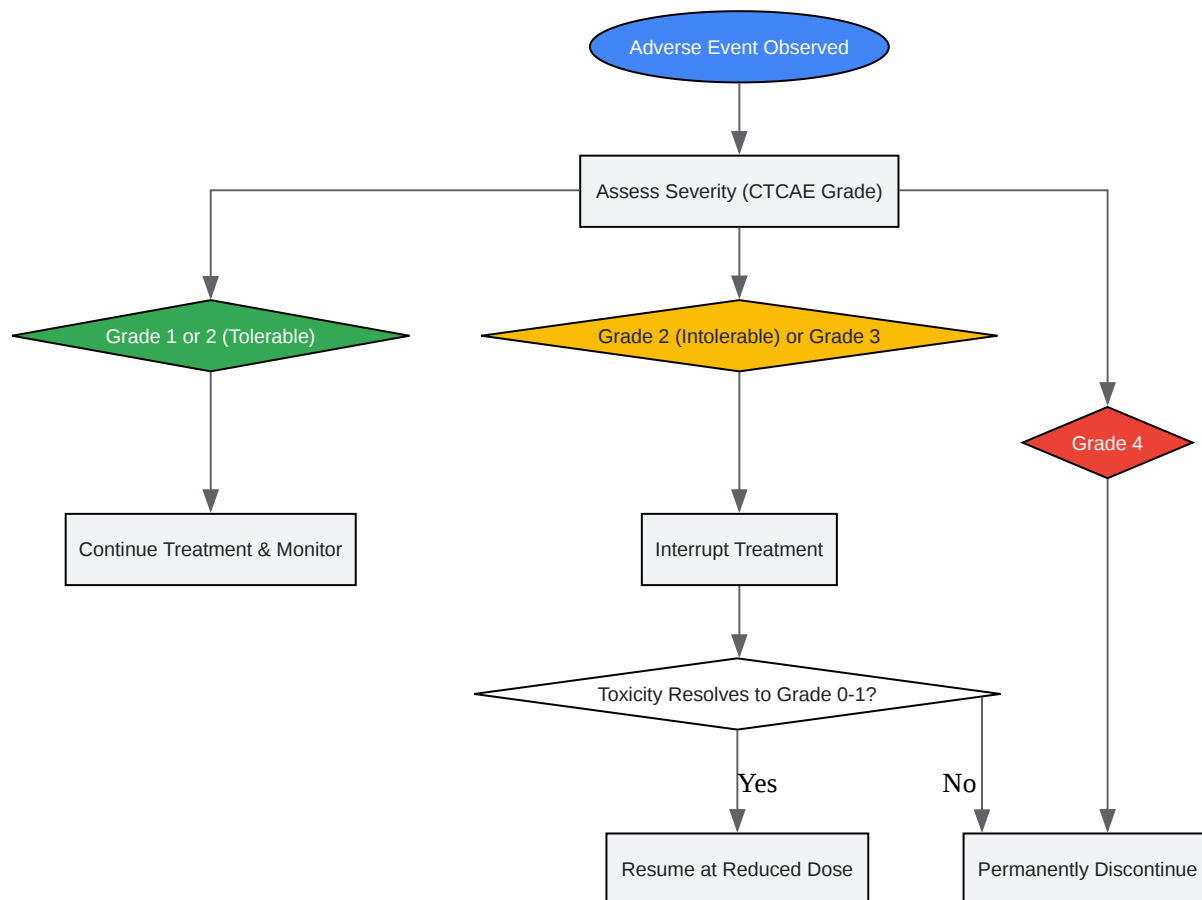 Adverse Event Observed
Assess Severity (CTCAE Grade)
Grade 1 or 2 (Tolerable)
Grade 2 (Intolerable) or Grade 3
Grade 4
Continue Treatment & Monitor
Interrupt Treatment
Toxicity Resolves to Grade 0-1?
Yes
No
Resume at Reduced Dose
Permanently Discontinue